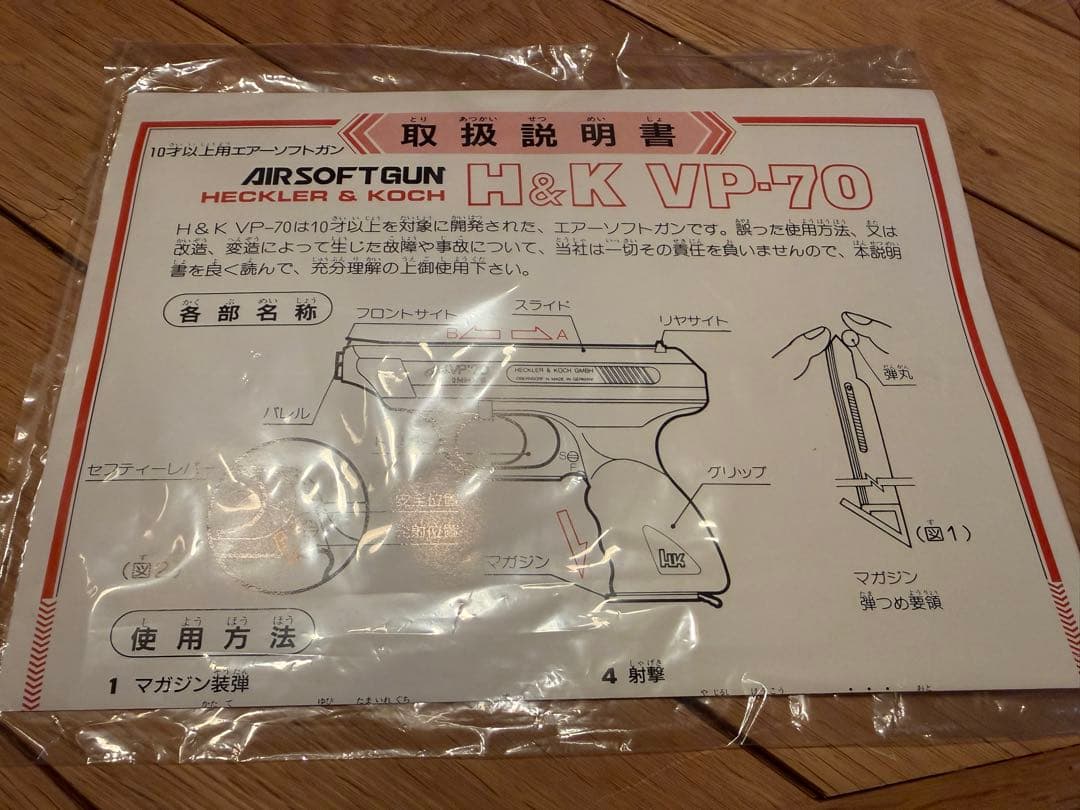 取扱説明書
10才以上用エアーソフトガン
AIRSOFTGUN
HECKLER & KOCH
H&K VP-70
H&K VP-70は10才以上を対象に開発された、エアーソフトガンです。誤った使用方法、又は
改造、変造によって生じた故障や事故について、当社は一切その責任を負いませんので、本説明
書を良く読んで、充分理解の上御使用下さい。
各部名称
フロントサイト
スライド
リヤサイト
B
A
VP'70
HECKLER & KOCH GMBH
MADE IN GERMANY
弾丸
バレル
セフティーレバー
S
F
グリップ
安全位置
射位置
マガジン
HK
(図1)
(図2)
マガジン
弾つめ要領
使用方法
1 マガジン装弾
4 射撃